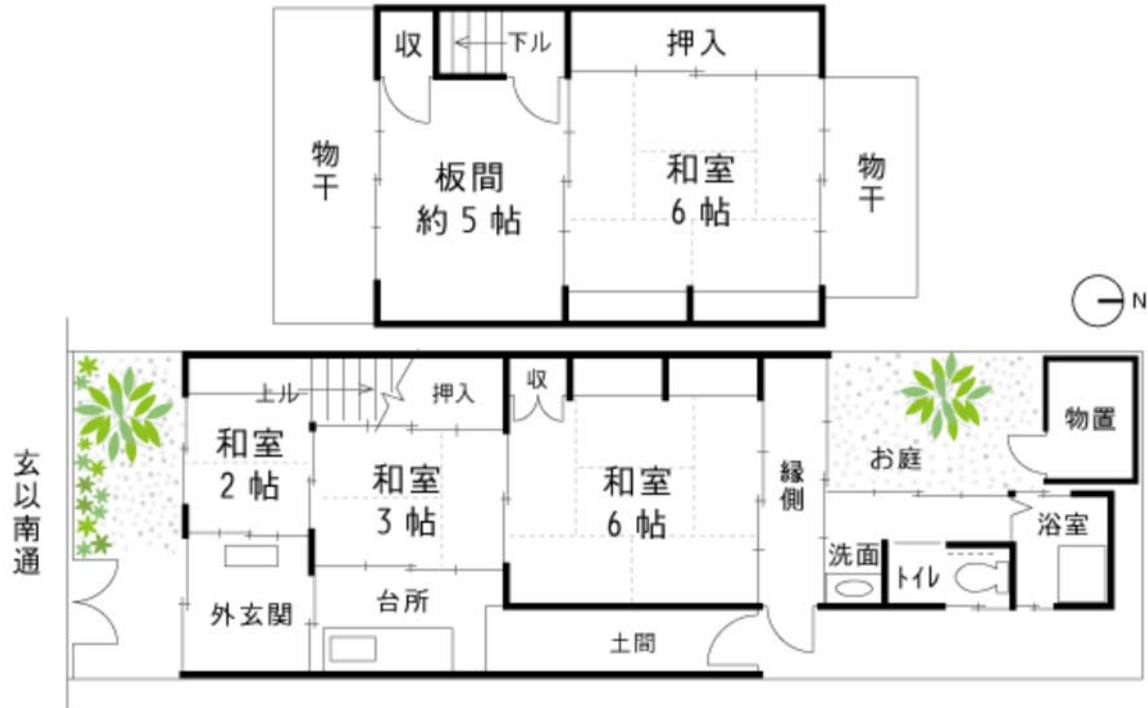 収
下ル
押入
物干
板間
約5帖
和室
6帖
物干
N
上ル
押入
収
和室
2帖
和室
3帖
和室
6帖
縁側
お庭
物置
浴室
洗面
トイレ
玄以南通
外玄関
台所
土間